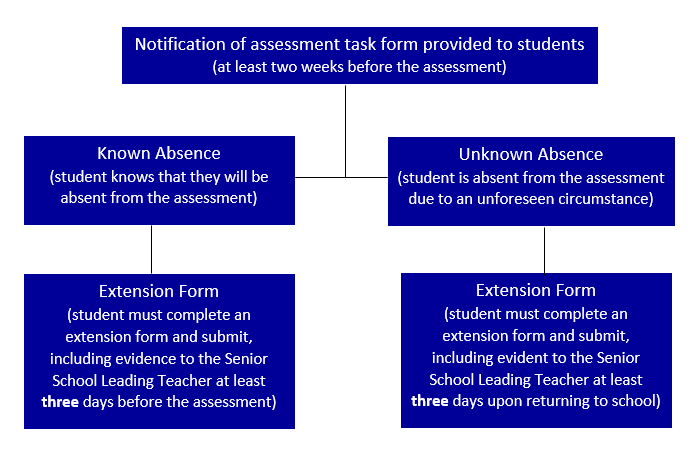 Notification of assessment task form provided to students
(at least two weeks before the assessment)
Known Absence
(student knows that they will be
absent from the assessment)
Unknown Absence
(student is absent from the assessment
due to an unforeseen circumstance)
Extension Form
(student must complete an
extension form and submit,
including evidence to the Senior
School Leading Teacher at least
three days before the assessment)
Extension Form
(student must complete an
extension form and submit,
including evident to the Senior
School Leading Teacher at least
three days upon returning to school)